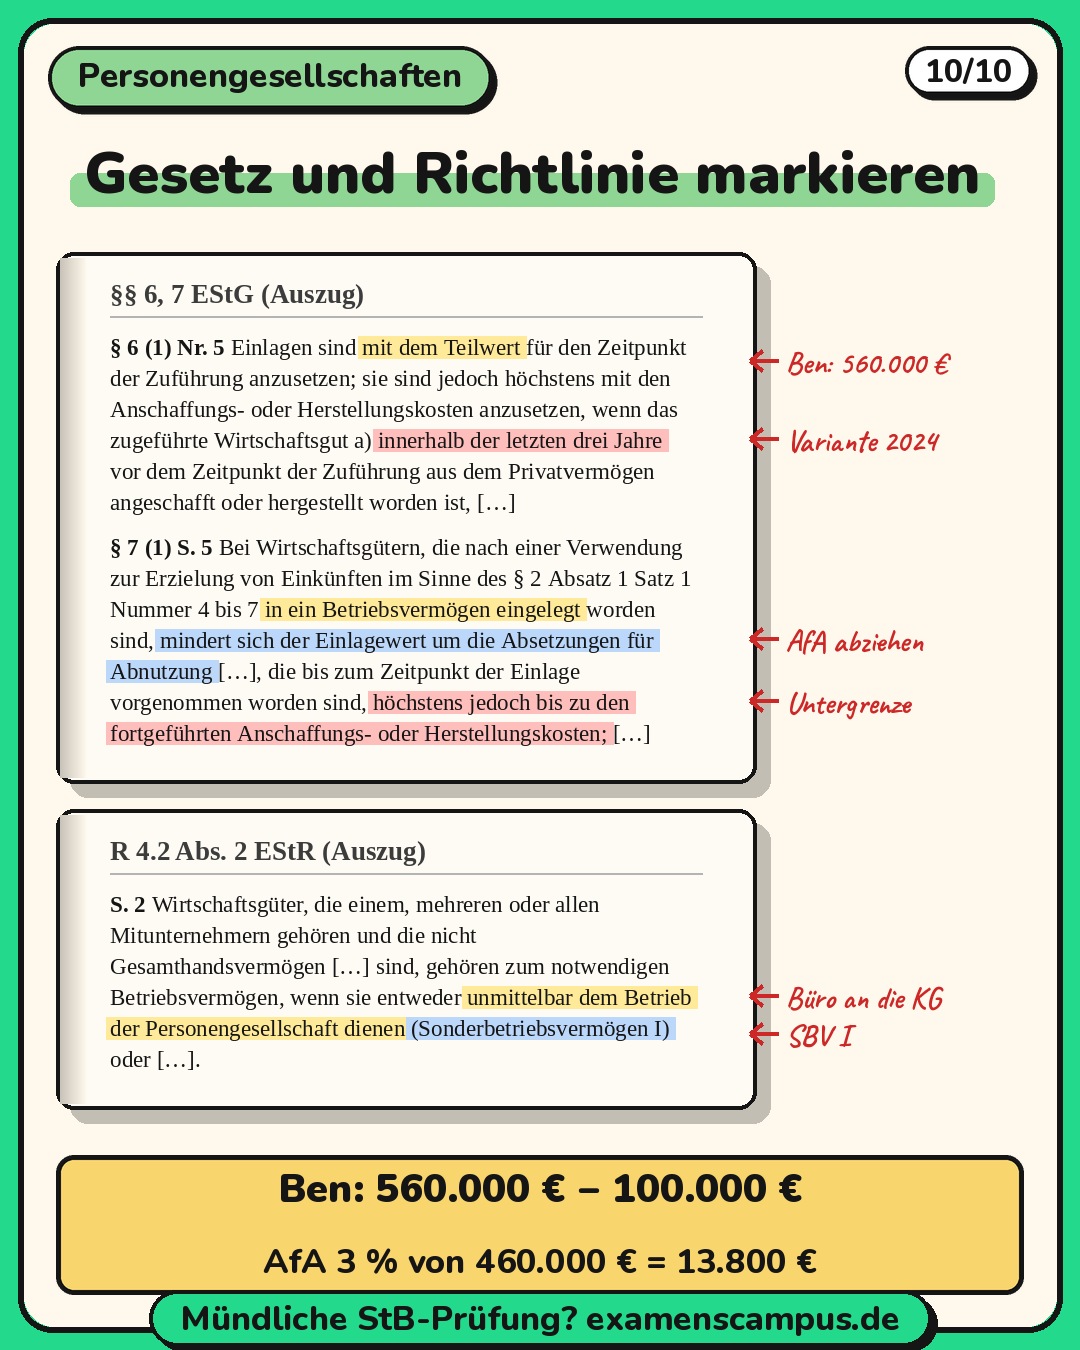 Personengesellschaften
10/10
Gesetz und Richtlinie markieren
§§ 6, 7 EStG (Auszug)
§ 6 (1) Nr. 5 Einlagen sind mit dem Teilwert für den Zeitpunkt
der Zuführung anzusetzen; sie sind jedoch höchstens mit den
Anschaffungs- oder Herstellungskosten anzusetzen, wenn das
zugeführte Wirtschaftsgut a) innerhalb der letzten drei Jahre
vor dem Zeitpunkt der Zuführung aus dem Privatvermögen
angeschafft oder hergestellt worden ist, […]
Ben: 560.000 €
Variante 2024
§ 7 (1) S. 5 Bei Wirtschaftsgütern, die nach einer Verwendung
zur Erzielung von Einkünften im Sinne des § 2 Absatz 1 Satz 1
Nummer 4 bis 7 in ein Betriebsvermögen eingelegt worden
sind, mindert sich der Einlagewert um die Absetzungen für
Abnutzung […], die bis zum Zeitpunkt der Einlage
vorgenommen worden sind, höchstens jedoch bis zu den
fortgeführten Anschaffungs- oder Herstellungskosten; […]
AfA abziehen
Untergrenze
R 4.2 Abs. 2 EStR (Auszug)
S. 2 Wirtschaftsgüter, die einem, mehreren oder allen
Mitunternehmern gehören und die nicht
Gesamthandsvermögen […] sind, gehören zum notwendigen
Betriebsvermögen, wenn sie entweder unmittelbar dem Betrieb
der Personengesellschaft dienen (Sonderbetriebsvermögen I)
oder […].
Büro an die KG
SBV I
Ben: 560.000 € – 100.000 €
AfA 3 % von 460.000 € = 13.800 €
Mündliche StB-Prüfung? examenscampus.de